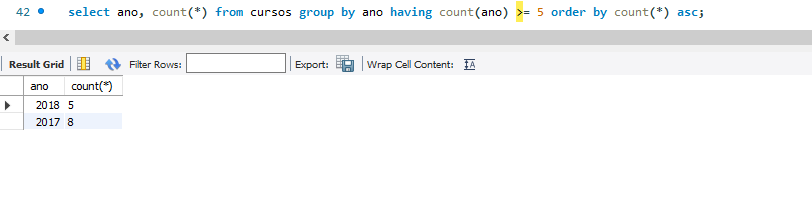 42 select ano, count(*) from cursos group by ano having count(ano) >= 5 order by count(*) asc;
Result Grid Filter Rows: Export: Wrap Cell Content:
ano count(*)
2018 5
2017 8